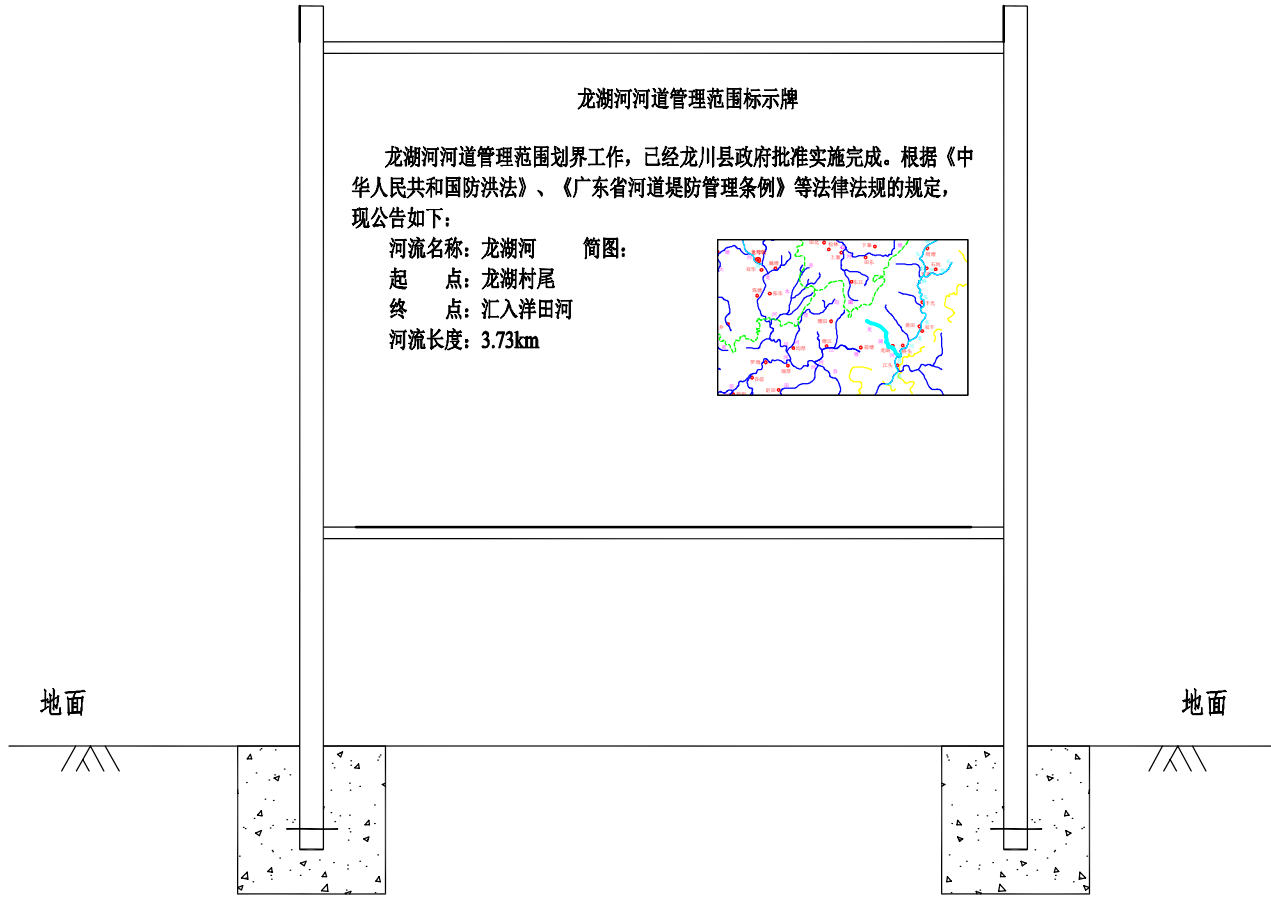 龙湖河河道管理范围标示牌
龙湖河河道管理范围划界工作，已经龙川县政府批准实施完成。根据《中
华人民共和国防洪法》、《广东省河道堤防管理条例》等法律法规的规定，
现公告如下：
河流名称：龙湖河 简图：
起 点：龙湖村尾
终 点：汇入洋田河
河流长度：3.73km
地面
地面